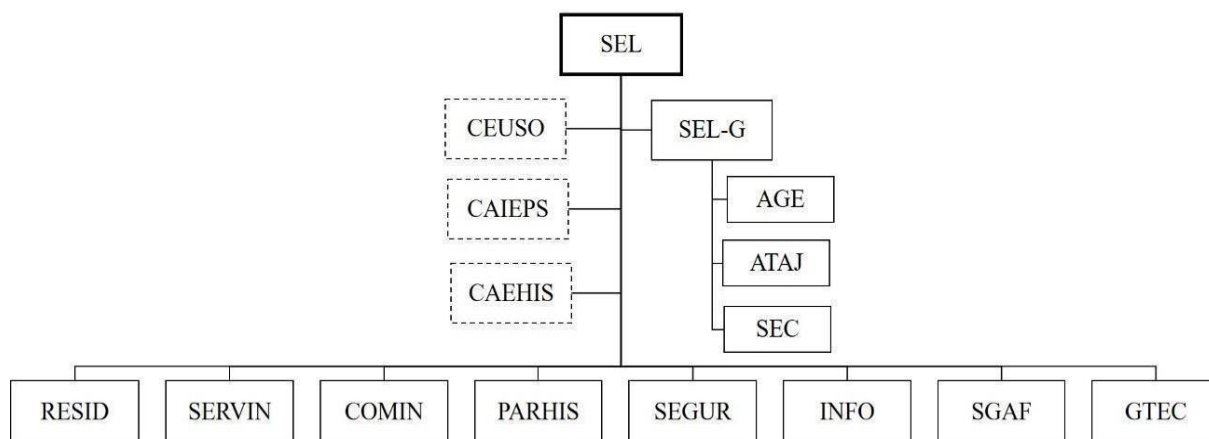 SEL
CEUSO
SEL-G
CAIEPS
AGE
ATAJ
CAEHIS
SEC
RESID
SERVIN
COMIN
PARHIS
SEGUR
INFO
SGAF
GTEC